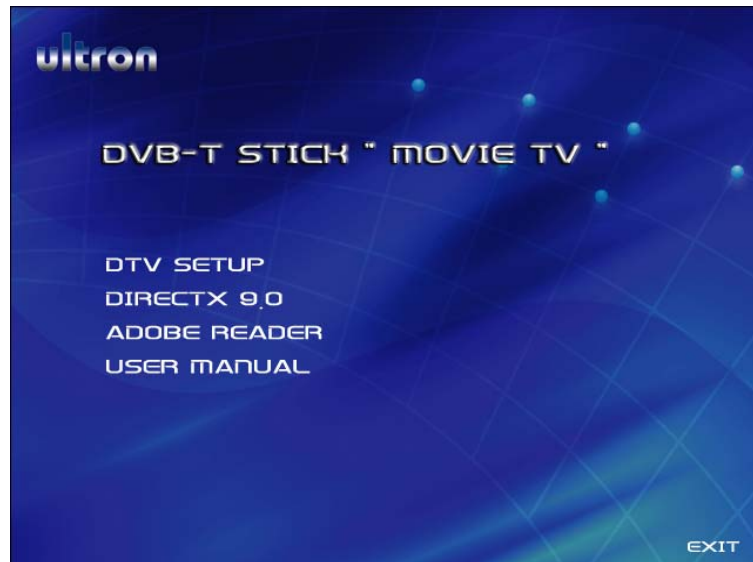 ultron
DVB-T STICK " MOVIE TV "
DTV SETUP
DIRECTX 9.0
ADOBE READER
USER MANUAL
EXIT